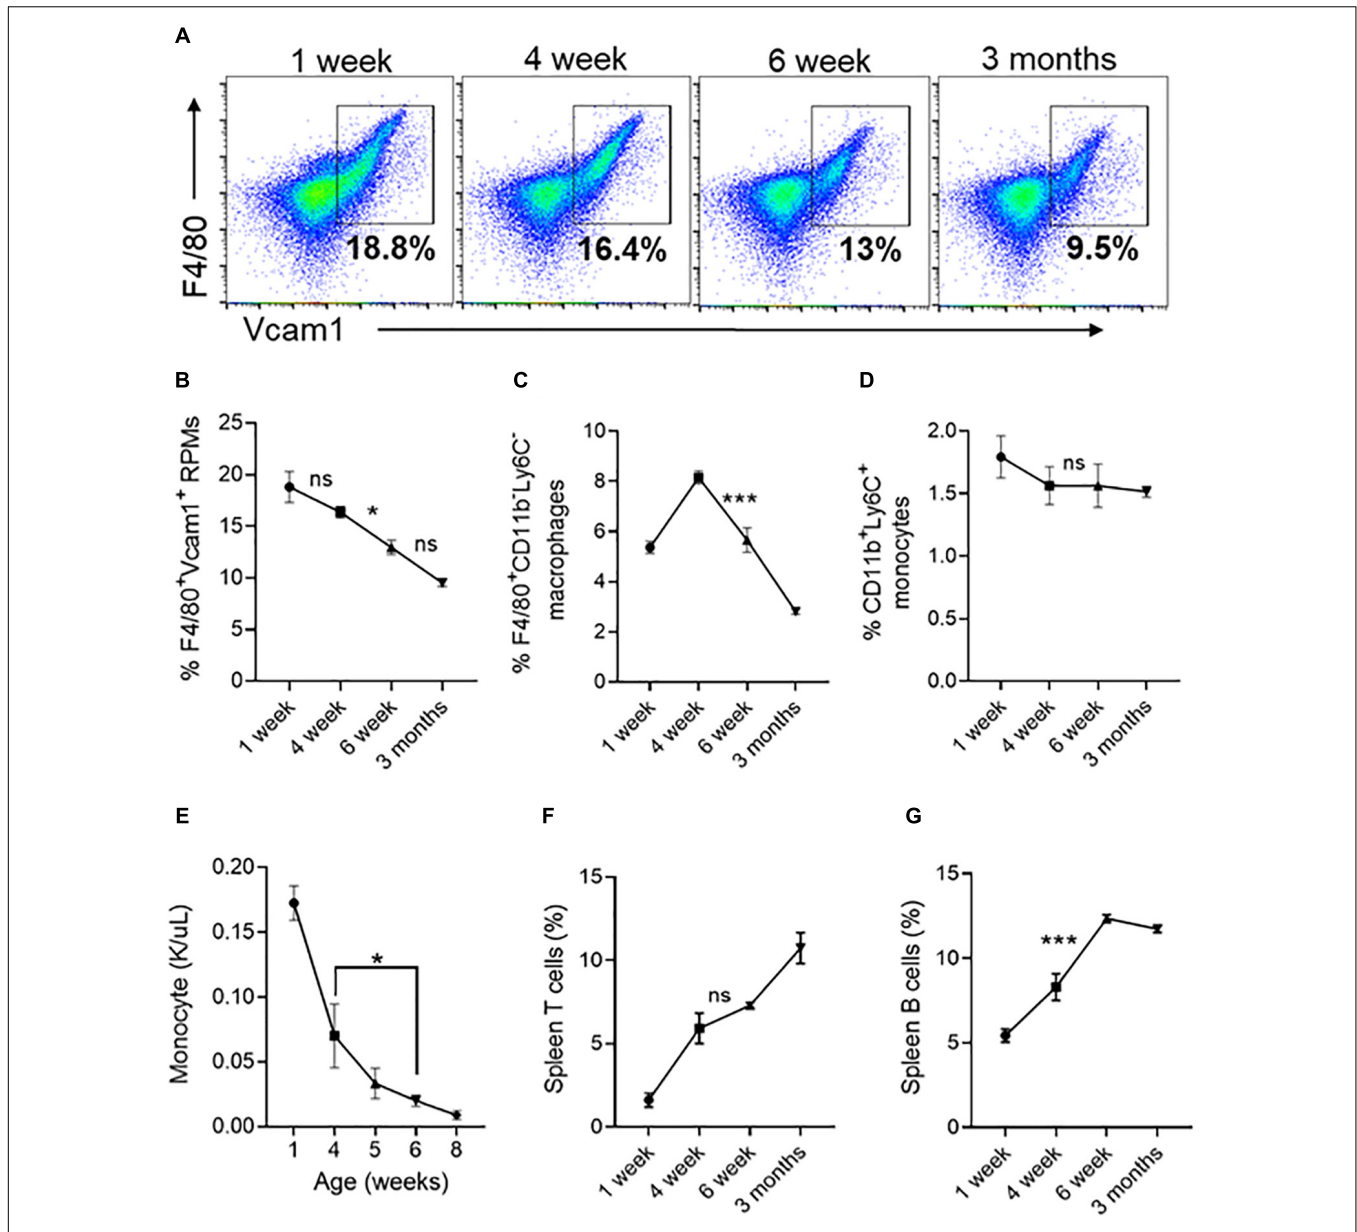 A
1 week 4 week 6 week 3 months
F4/80
18.8% 16.4% 13% 9.5%
Vcam1
B
% F4/80+Vcam1+ RPMs
25
20
15
10
5
0
ns
*
ns
1 week
4 week
6 week
3 months
C
% F4/80+CD11b-Ly6C-
macrophages
10
8
6
4
2
0
***
1 week
4 week
6 week
3 months
D
% CD11b+Ly6C+
monocytes
2.0
1.5
1.0
0.5
0.0
ns
1 week
4 week
6 week
3 months
E
Monocyte (K/uL)
0.20
0.15
0.10
0.05
0.00
*
1 4 5 6 8
Age (weeks)
F
Spleen T cells (%)
15
10
5
0
ns
1 week
4 week
6 week
3 months
G
Spleen B cells (%)
15
10
5
0
***
1 week
4 week
6 week
3 months